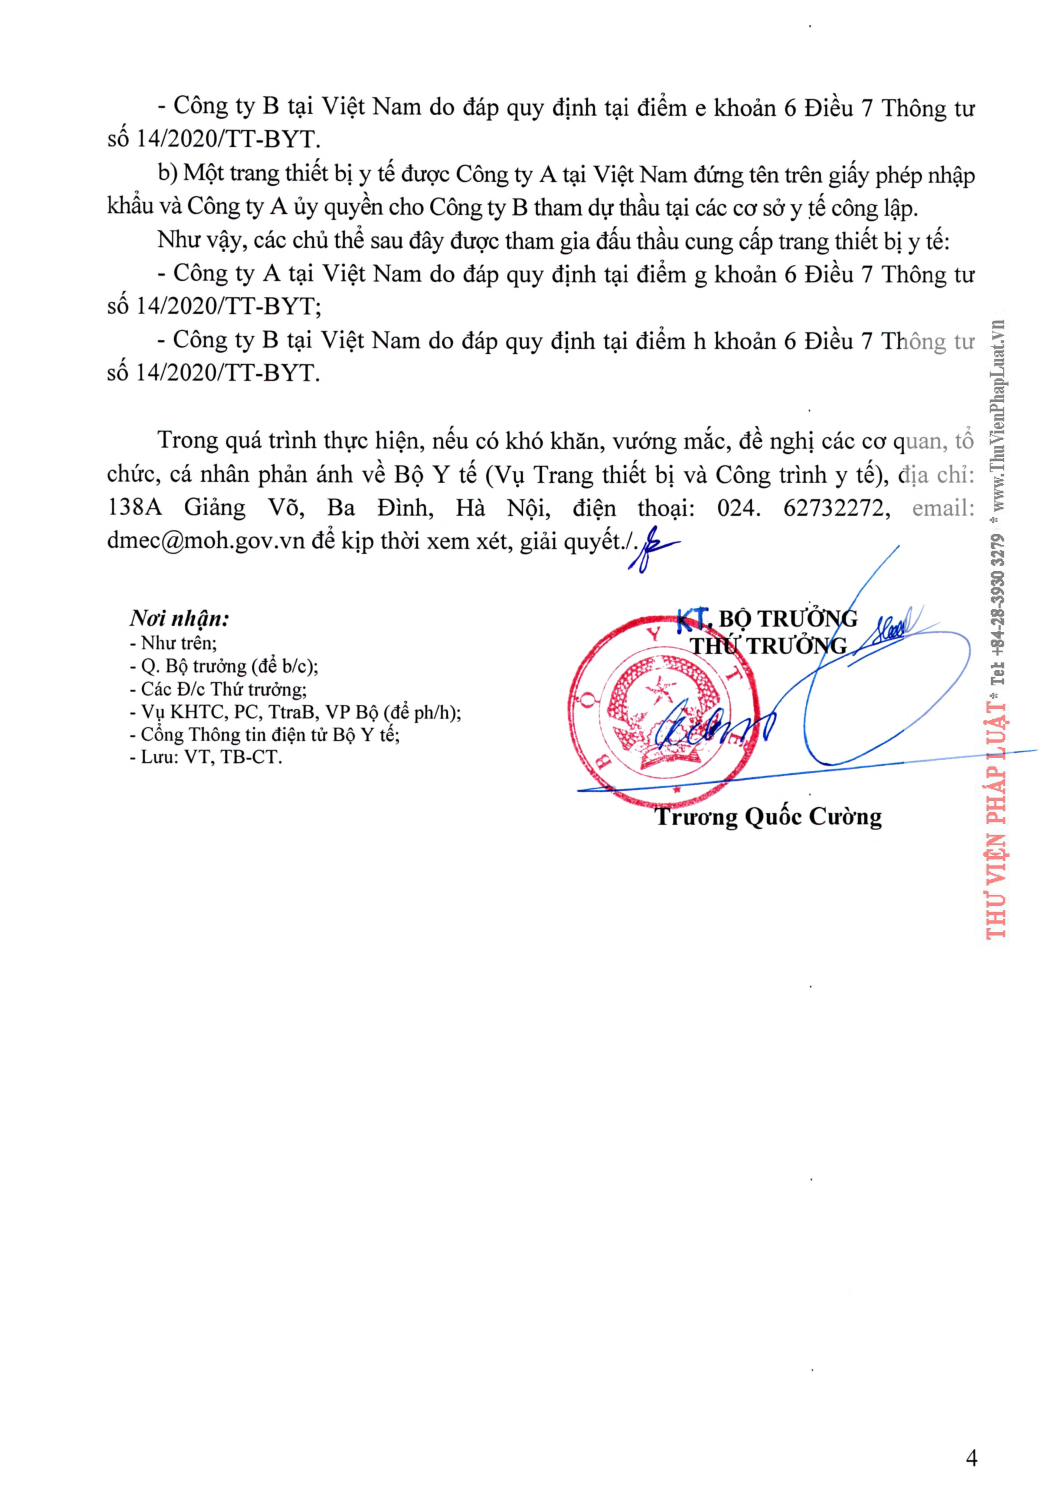 - Công ty B tại Việt Nam do đáp quy định tại điểm e khoản 6 Điều 7 Thông tư
số 14/2020/TT-BYT.
b) Một trang thiết bị y tế được Công ty A tại Việt Nam đứng tên trên giấy phép nhập
khẩu và Công ty A ủy quyền cho Công ty B tham dự thầu tại các cơ sở y tế công lập.
Như vậy, các chủ thể sau đây được tham gia đấu thầu cung cấp trang thiết bị y tế:
- Công ty A tại Việt Nam do đáp quy định tại điểm g khoản 6 Điều 7 Thông tư
số 14/2020/TT-BYT;
- Công ty B tại Việt Nam do đáp quy định tại điểm h khoản 6 Điều 7 Thông tư
số 14/2020/TT-BYT.
Trong quá trình thực hiện, nếu có khó khăn, vướng mắc, đề nghị các cơ quan, tổ
chức, cá nhân phản ánh về Bộ Y tế (Vụ Trang thiết bị và Công trình y tế), địa chỉ:
138A Giảng Võ, Ba Đình, Hà Nội, điện thoại: 024. 62732272, email:
dmec@moh.gov.vn để kịp thời xem xét, giải quyết./.
Nơi nhận:
- Như trên;
- Q. Bộ trưởng (để b/c);
- Các Đ/c Thứ trưởng;
- Vụ KHTC, PC, TtraB, VP Bộ (để ph/h);
- Cổng Thông tin điện tử Bộ Y tế;
- Lưu: VT, TB-CT.
KT. BỘ TRƯỞNG
THỨ TRƯỞNG
BỘ Y TẾ
Trương Quốc Cường
THƯ VIỆN PHÁP LUẬT * Tel: +84-28-3930 3279 * www.ThuVienPhapLuat.vn
4